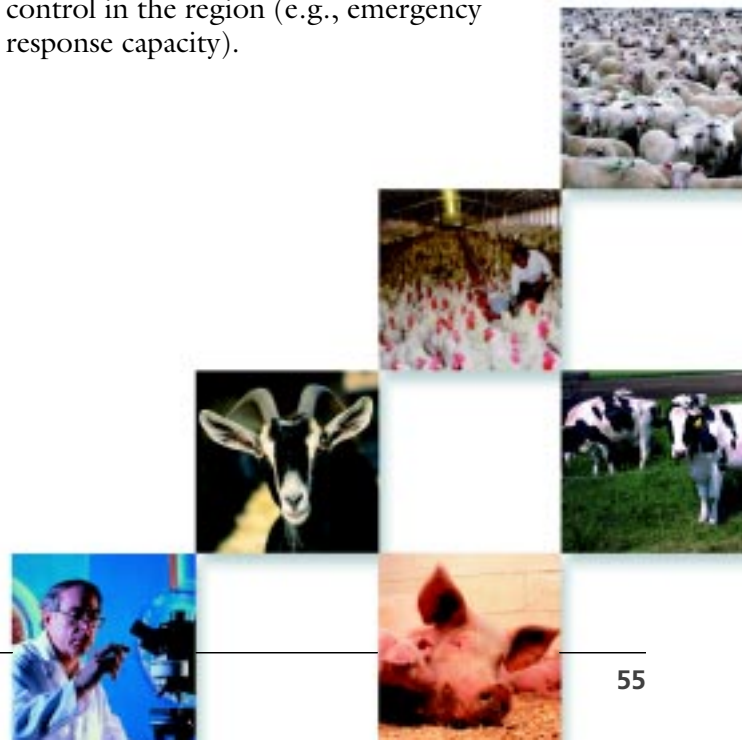 control in the region (e.g., emergency
response capacity).
55